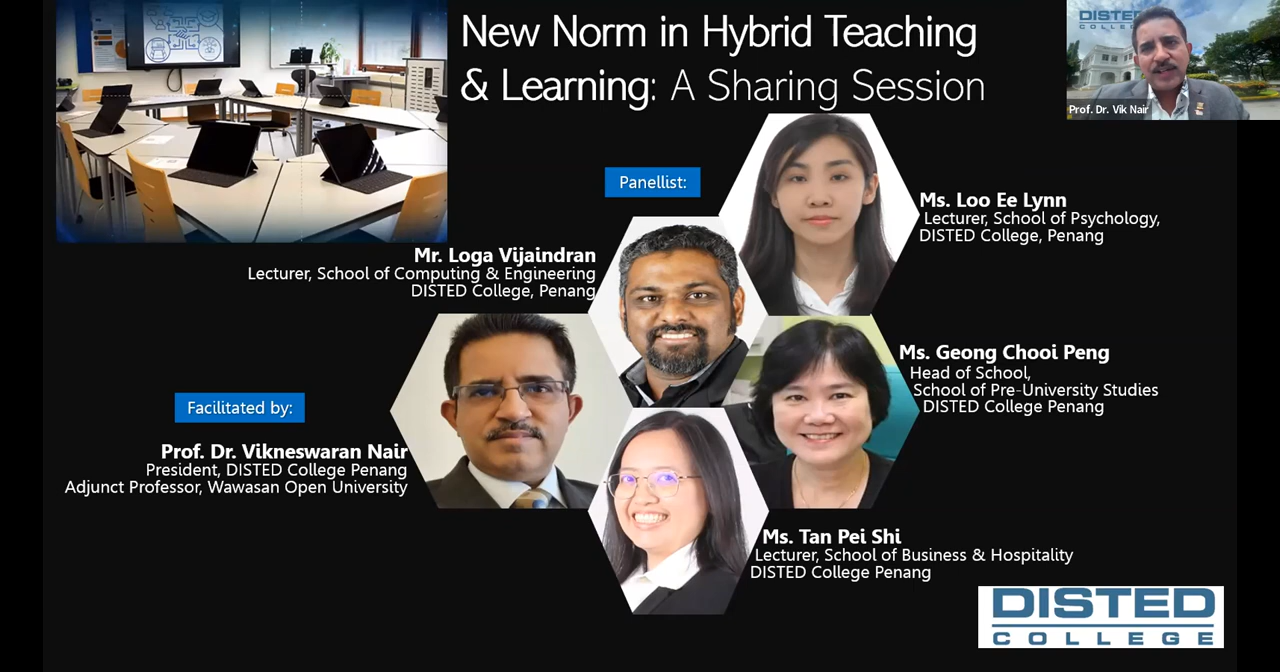 New Norm in Hybrid Teaching
& Learning: A Sharing Session
DISTED
COLLEGE
Prof. Dr. Vik Nair
Panellist:
Ms. Loo Ee Lynn
Lecturer, School of Psychology,
DISTED College, Penang
Mr. Loga Vijaindran
Lecturer, School of Computing & Engineering
DISTED College, Penang
Ms. Geong Chooi Peng
Head of School,
School of Pre-University Studies
DISTED College Penang
Facilitated by:
Prof. Dr. Vikneswaran Nair
President, DISTED College Penang
Adjunct Professor, Wawasan Open University
Ms. Tan Pei Shi
Lecturer, School of Business & Hospitality
DISTED College Penang
DISTED
COLLEGE